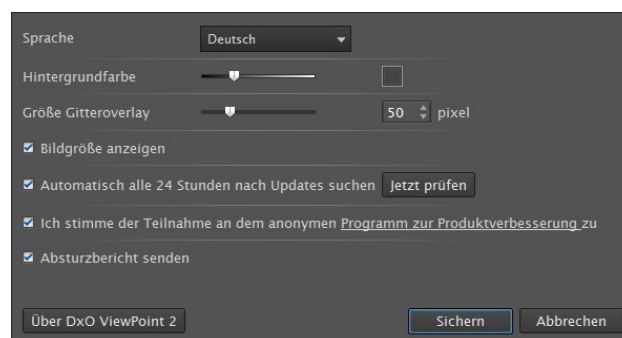 Sprache Deutsch
Hintergrundfarbe
Größe Gitteroverlay 50 pixel
Bildgröße anzeigen
Automatisch alle 24 Stunden nach Updates suchen Jetzt prüfen
Ich stimme der Teilnahme an dem anonymen Programm zur Produktverbesserung zu
Absturzbericht senden
Über DxO ViewPoint 2 Sichern Abbrechen